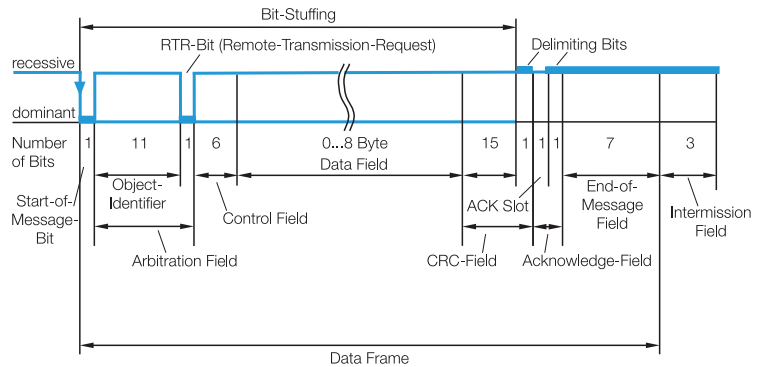 Bit-Stuffing
RTR-Bit (Remote-Transmission-Request)
Delimiting Bits
recessive
dominant
Number
of Bits
1
11
1
6
0...8 Byte
15
1
1
1
7
3
Data Field
Start-of-
Message-
Bit
Object-
Identifier
Control Field
ACK Slot
End-of-
Message
Field
Intermission
Field
Arbitration Field
CRC-Field
Acknowledge-Field
Data Frame